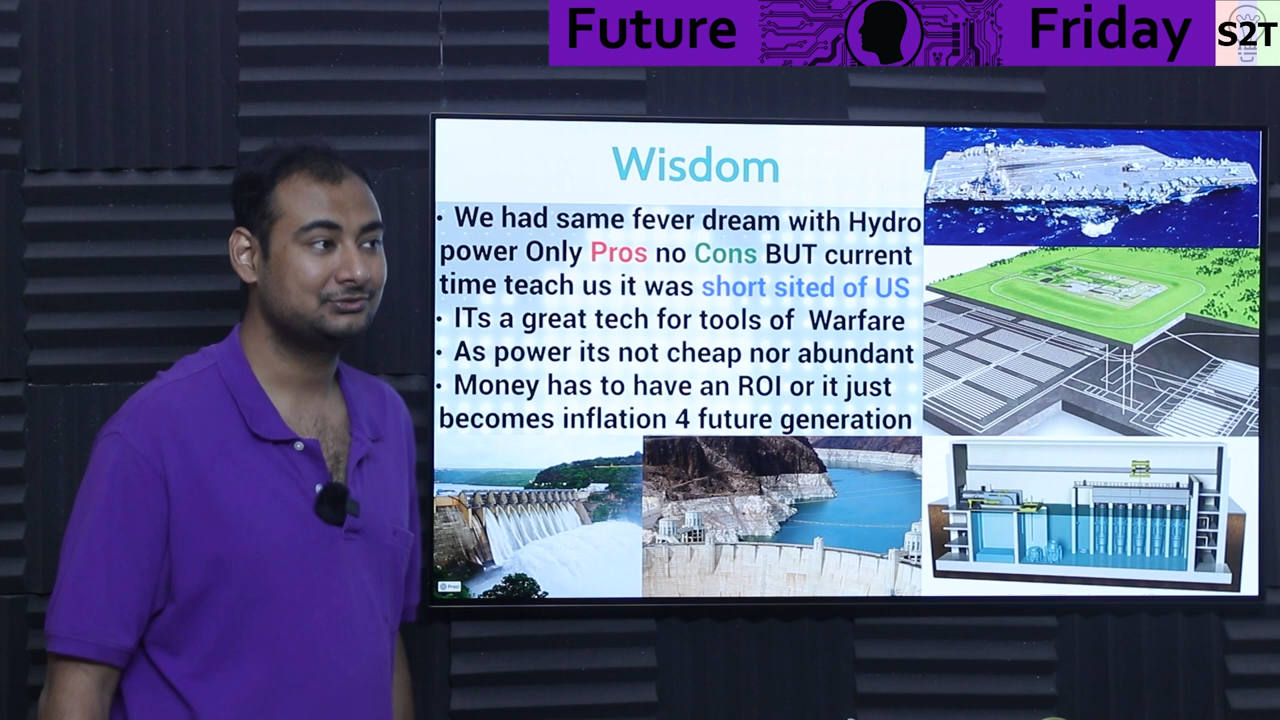 Future Friday S2T
Wisdom
• We had same fever dream with Hydro
power Only Pros no Cons BUT current
time teach us it was short sited of US
• ITs a great tech for tools of Warfare
• As power its not cheap nor abundant
• Money has to have an ROI or it just
becomes inflation 4 future generation
Prezi